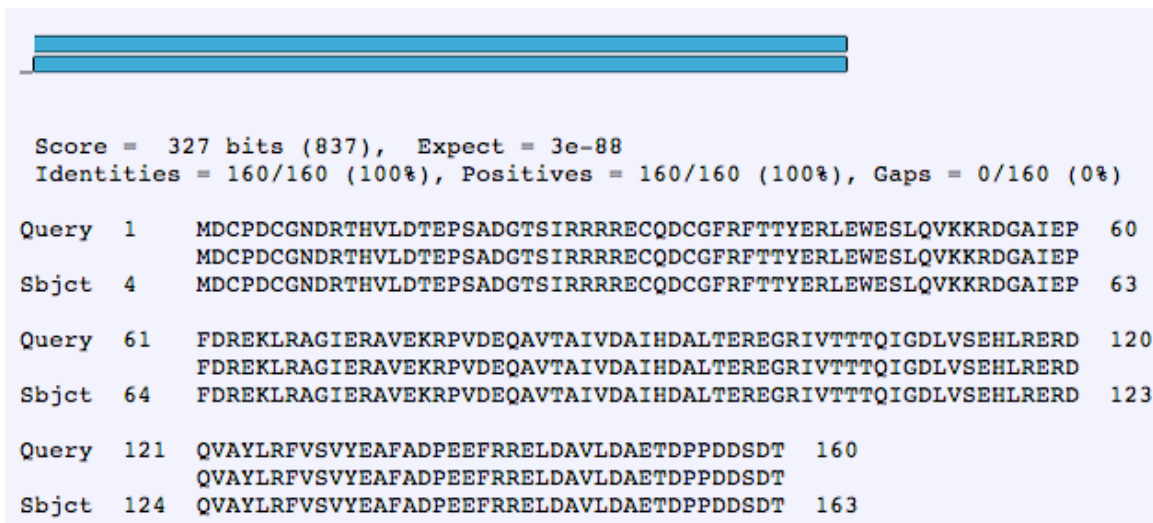 Score =  327 bits (837),  Expect = 3e-88
Identities = 160/160 (100%), Positives = 160/160 (100%), Gaps = 0/160 (0%)
Query  1    MDCPDCGNDRTHVLDTEPSADGTSIRRRRECQDCGFRFTTYERLEWESLQVKKRDGAIEP  60
            MDCPDCGNDRTHVLDTEPSADGTSIRRRRECQDCGFRFTTYERLEWESLQVKKRDGAIEP
Sbjct  4    MDCPDCGNDRTHVLDTEPSADGTSIRRRRECQDCGFRFTTYERLEWESLQVKKRDGAIEP  63
Query  61   FDREKLRAGIERAVEKRPVDEQAVTAIVDAIHDALTEREGRIVTTTQIGDLVSEHLRERD  120
            FDREKLRAGIERAVEKRPVDEQAVTAIVDAIHDALTEREGRIVTTTQIGDLVSEHLRERD
Sbjct  64   FDREKLRAGIERAVEKRPVDEQAVTAIVDAIHDALTEREGRIVTTTQIGDLVSEHLRERD  123
Query  121  QVAYLRFVSVYEAFADPEEFRRELDAVLDAETDPPDDSDT  160
            QVAYLRFVSVYEAFADPEEFRRELDAVLDAETDPPDDSDT
Sbjct  124  QVAYLRFVSVYEAFADPEEFRRELDAVLDAETDPPDDSDT  163